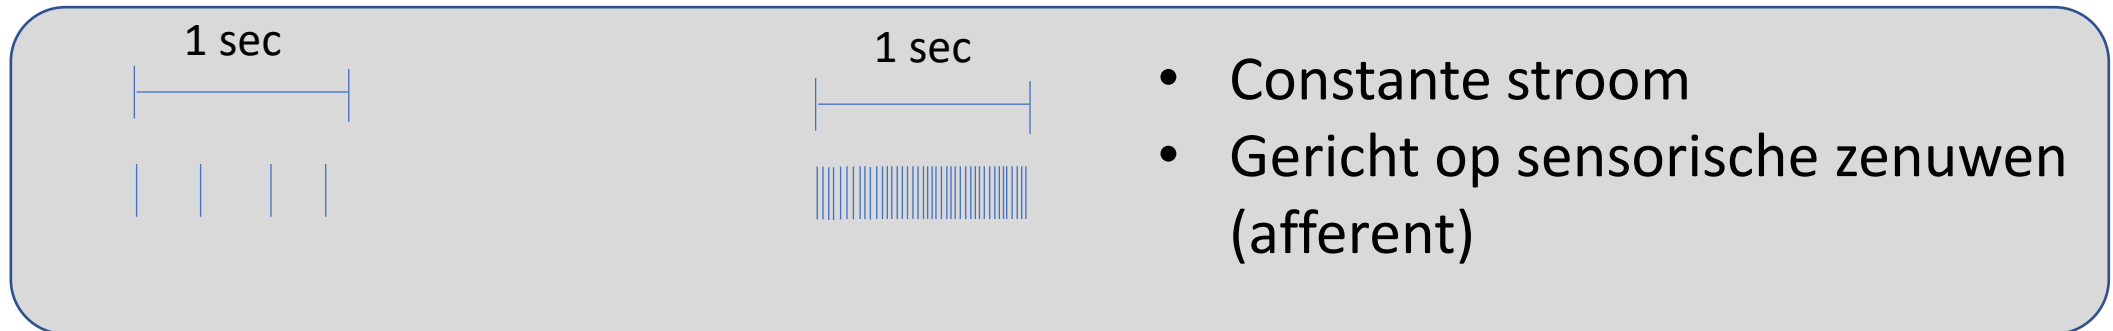 1 sec
1 sec
• Constante stroom
• Gericht op sensorische zenuwen
(afferent)